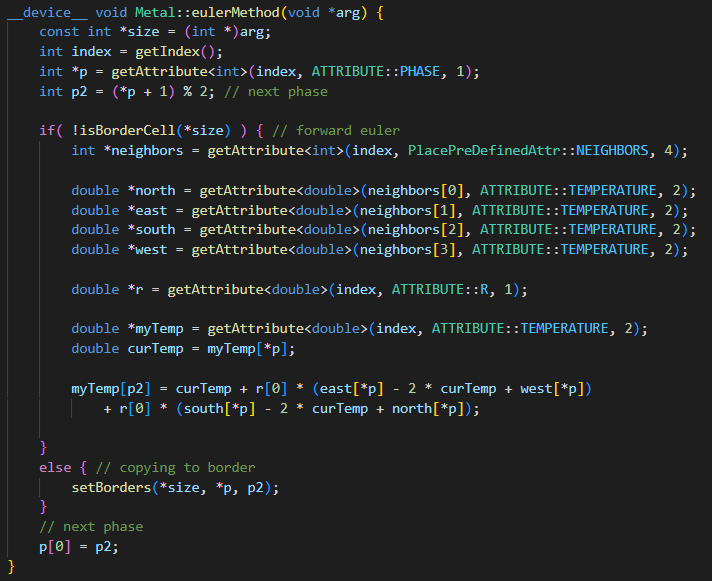 __device__ void Metal::eulerMethod(void *arg) {
    const int *size = (int *)arg;
    int index = getIndex();
    int *p = getAttribute<int>(index, ATTRIBUTE::PHASE, 1);
    int p2 = (*p + 1) % 2; // next phase

    if( !isBorderCell(*size) ) { // forward euler
        int *neighbors = getAttribute<int>(index, PlacePreDefinedAttr::NEIGHBORS, 4);

        double *north = getAttribute<double>(neighbors[0], ATTRIBUTE::TEMPERATURE, 2);
        double *east = getAttribute<double>(neighbors[1], ATTRIBUTE::TEMPERATURE, 2);
        double *south = getAttribute<double>(neighbors[2], ATTRIBUTE::TEMPERATURE, 2);
        double *west = getAttribute<double>(neighbors[3], ATTRIBUTE::TEMPERATURE, 2);

        double *r = getAttribute<double>(index, ATTRIBUTE::R, 1);

        double *myTemp = getAttribute<double>(index, ATTRIBUTE::TEMPERATURE, 2);
        double curTemp = myTemp[*p];

        myTemp[p2] = curTemp + r[0] * (east[*p] - 2 * curTemp + west[*p])
            + r[0] * (south[*p] - 2 * curTemp + north[*p]);

    }
    else { // copying to border
        setBorders(*size, *p, p2);
    }
    // next phase
    p[0] = p2;
}